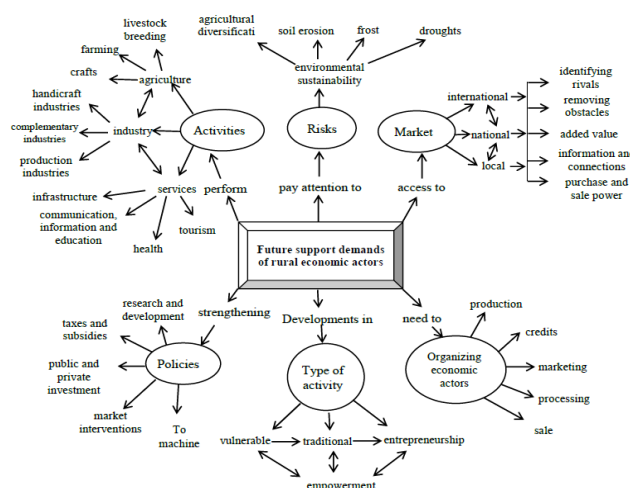 livestock
breeding
farming
crafts
agriculture
handicraft
industries
complementary
industries
industry
production
industries
Activities
services
perform
infrastructure
communication,
information and
education
tourism
health
agricultural
diversificati
soil erosion
frost
droughts
environmental
sustainability
Risks
pay attention to
international
national
local
Market
access to
identifying
rivals
removing
obstacles
added value
information and
connections
purchase and
sale power
Future support demands
of rural economic actors
strengthening
research and
development
taxes and
subsidies
public and
private
investment
Policies
market
interventions
To
machine
Developments in
Type of
activity
vulnerable
traditional
entrepreneurship
empowerment
need to
Organizing
economic
actors
production
credits
marketing
processing
sale